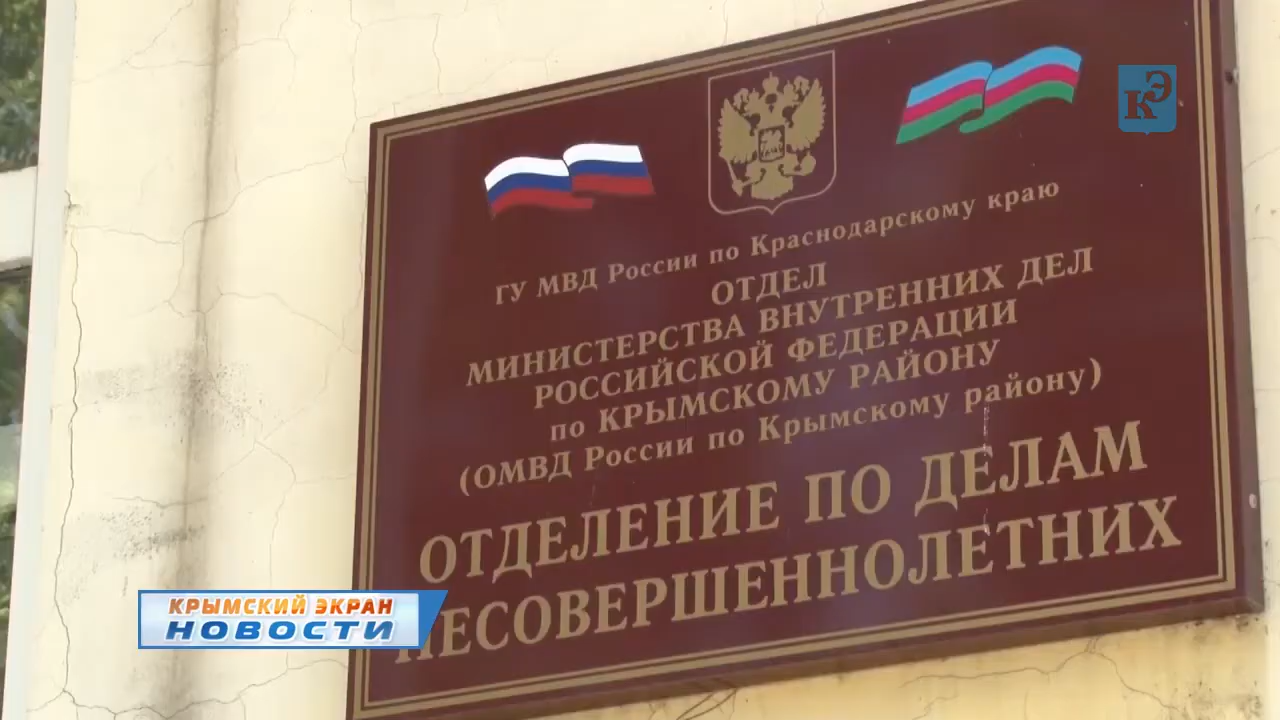 КЭ
ГУ МВД России по Краснодарскому краю
ОТДЕЛ
МИНИСТЕРСТВА ВНУТРЕННИХ ДЕЛ
РОССИЙСКОЙ ФЕДЕРАЦИИ
по КРЫМСКОМУ РАЙОНУ
(ОМВД России по Крымскому району)
ОТДЕЛЕНИЕ ПО ДЕЛАМ
НЕСОВЕРШЕННОЛЕТНИХ
КРЫМСКИЙ ЭКРАН
НОВОСТИ